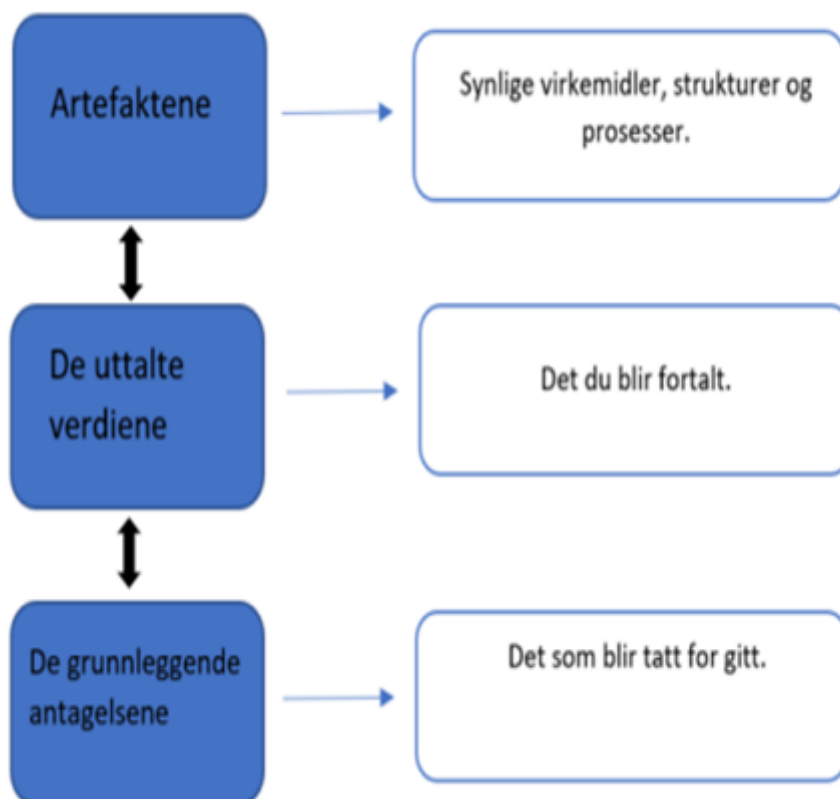 Artefaktene
Synlige virkemidler, strukturer og
prosesser.
De uttalte
verdiene
Det du blir fortalt.
De grunnleggende
antagelsene
Det som blir tatt for gitt.